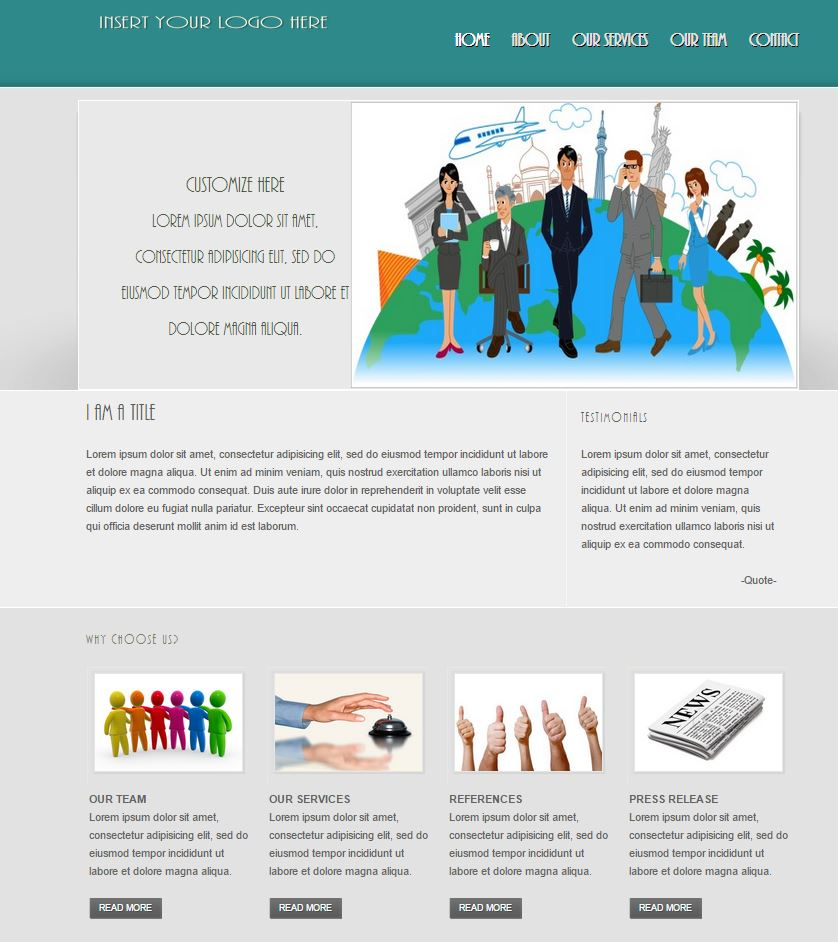 INSERT YOUR LOGO HERE
HOME ABOUT OUR SERVICES OUR TEAM CONTACT
CUSTOMIZE HERE
LOREM IPSUM DOLOR SIT AMET,
CONSECTETUR ADIPISICING ELIT, SED DO
EIUSMOD TEMPOR INCIDIDUNT UT LABORE ET
DOLORE MAGNA ALIQUA.
I AM A TITLE
Lorem ipsum dolor sit amet, consectetur adipisicing elit, sed do eiusmod tempor incididunt ut labore
et dolore magna aliqua. Ut enim ad minim veniam, quis nostrud exercitation ullamco laboris nisi ut
aliquip ex ea commodo consequat. Duis aute irure dolor in reprehenderit in voluptate velit esse
cillum dolore eu fugiat nulla pariatur. Excepteur sint occaecat cupidatat non proident, sunt in culpa
qui officia deserunt mollit anim id est laborum.
TESTIMONIALS
Lorem ipsum dolor sit amet, consectetur
adipisicing elit, sed do eiusmod tempor
incididunt ut labore et dolore magna
aliqua. Ut enim ad minim veniam, quis
nostrud exercitation ullamco laboris nisi ut
aliquip ex ea commodo consequat.
-Quote-
WHY CHOOSE US?
NEWS
OUR TEAM
Lorem ipsum dolor sit amet,
consectetur adipisicing elit, sed do
eiusmod tempor incididunt ut
labore et dolore magna aliqua.
READ MORE
OUR SERVICES
Lorem ipsum dolor sit amet,
consectetur adipisicing elit, sed do
eiusmod tempor incididunt ut
labore et dolore magna aliqua.
READ MORE
REFERENCES
Lorem ipsum dolor sit amet,
consectetur adipisicing elit, sed do
eiusmod tempor incididunt ut
labore et dolore magna aliqua.
READ MORE
PRESS RELEASE
Lorem ipsum dolor sit amet,
consectetur adipisicing elit, sed do
eiusmod tempor incididunt ut
labore et dolore magna aliqua.
READ MORE